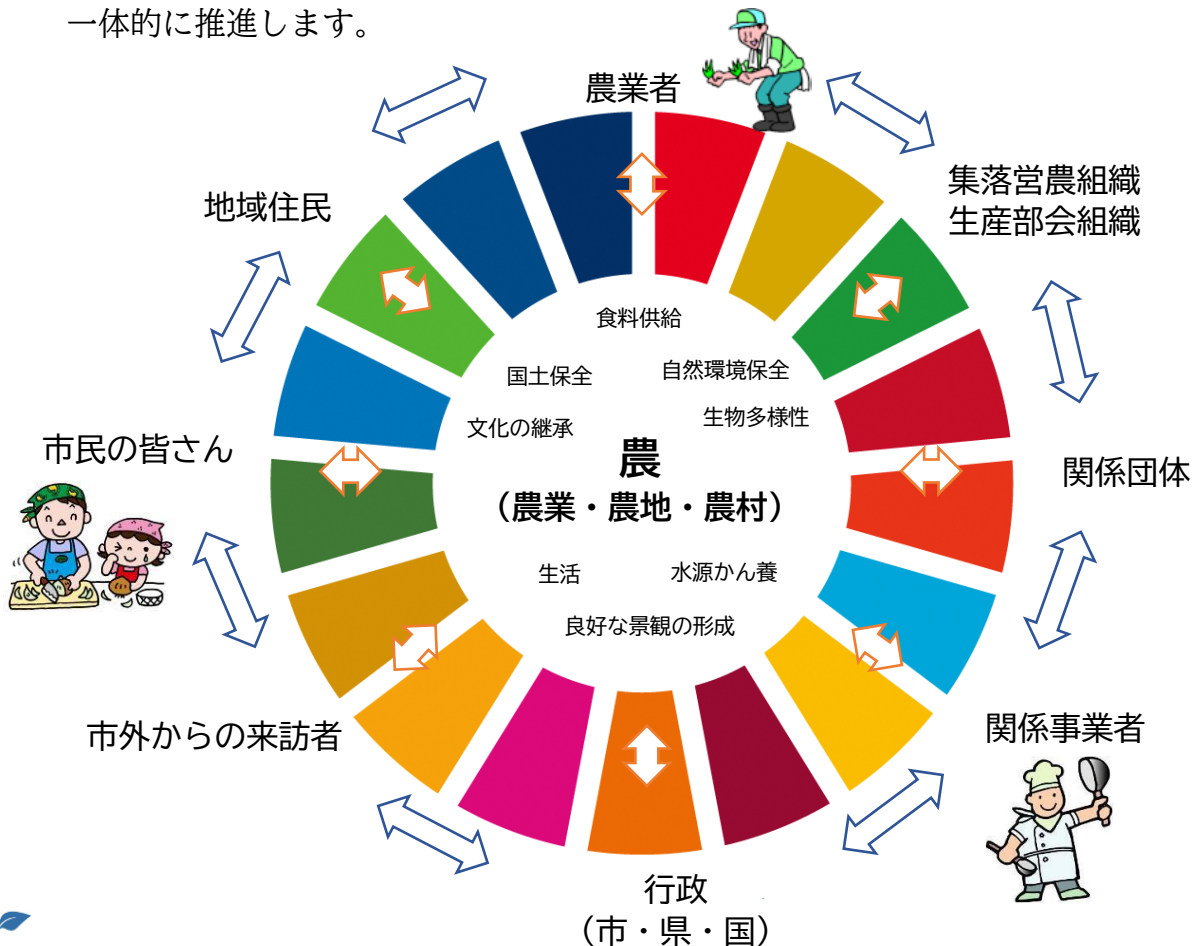 一体的に推進します。
農業者
地域住民
集落営農組織
生産部会組織
食料供給
国土保全
自然環境保全
文化の継承
生物多様性
市民の皆さん
農
（農業・農地・農村）
関係団体
生活
水源かん養
良好な景観の形成
市外からの来訪者
関係事業者
行政
（市・県・国）